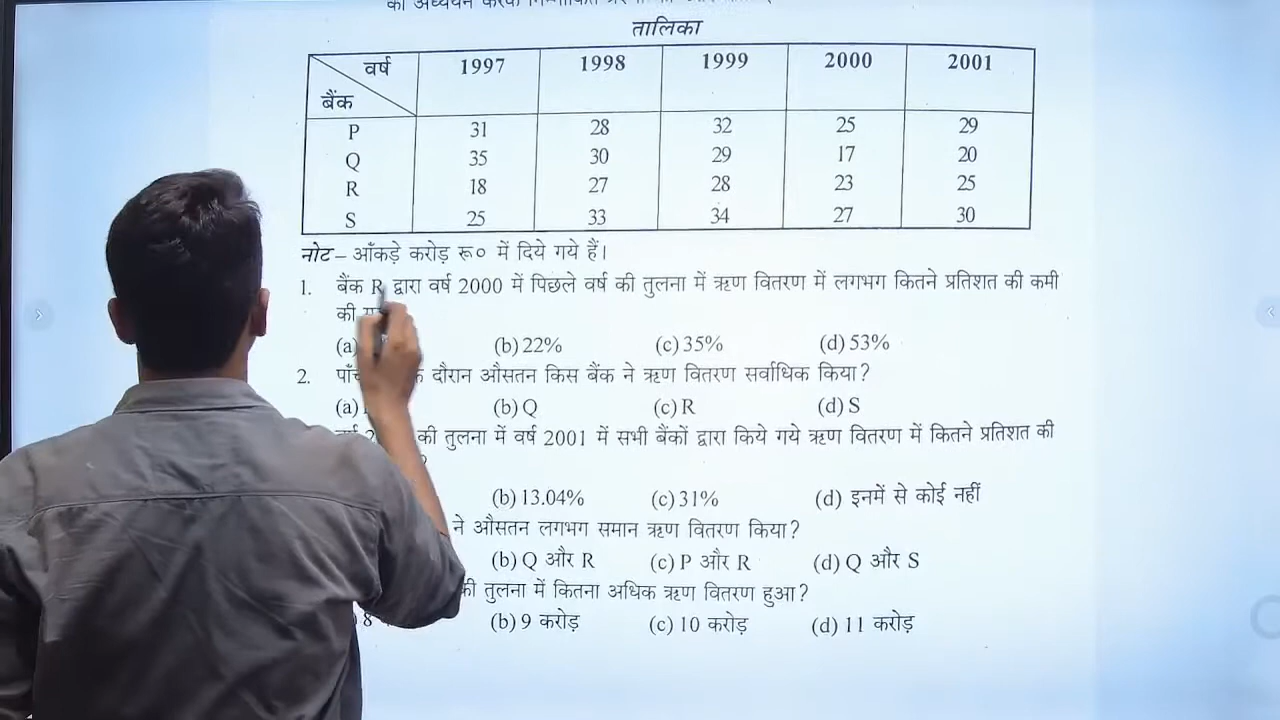 तालिका
वर्ष 1997 1998 1999 2000 2001
बैंक
P 31 28 32 25 29
Q 35 30 29 17 20
R 18 27 28 23 25
S 25 33 34 27 30
नोट – आँकड़े करोड़ रू० में दिये गये हैं।
1. बैंक R द्वारा वर्ष 2000 में पिछले वर्ष की तुलना में ऋण वितरण में लगभग कितने प्रतिशत की कमी
की
(a) (b) 22% (c) 35% (d) 53%
2. दौरान औसतन किस बैंक ने ऋण वितरण सर्वाधिक किया?
(a) (b) Q (c) R (d) S
की तुलना में वर्ष 2001 में सभी बैंकों द्वारा किये गये ऋण वितरण में कितने प्रतिशत की
?
(b) 13.04% (c) 31% (d) इनमें से कोई नहीं
ने औसतन लगभग समान ऋण वितरण किया?
(b) Q और R (c) P और R (d) Q और S
की तुलना में कितना अधिक ऋण वितरण हुआ?
8 (b) 9 करोड़ (c) 10 करोड़ (d) 11 करोड़